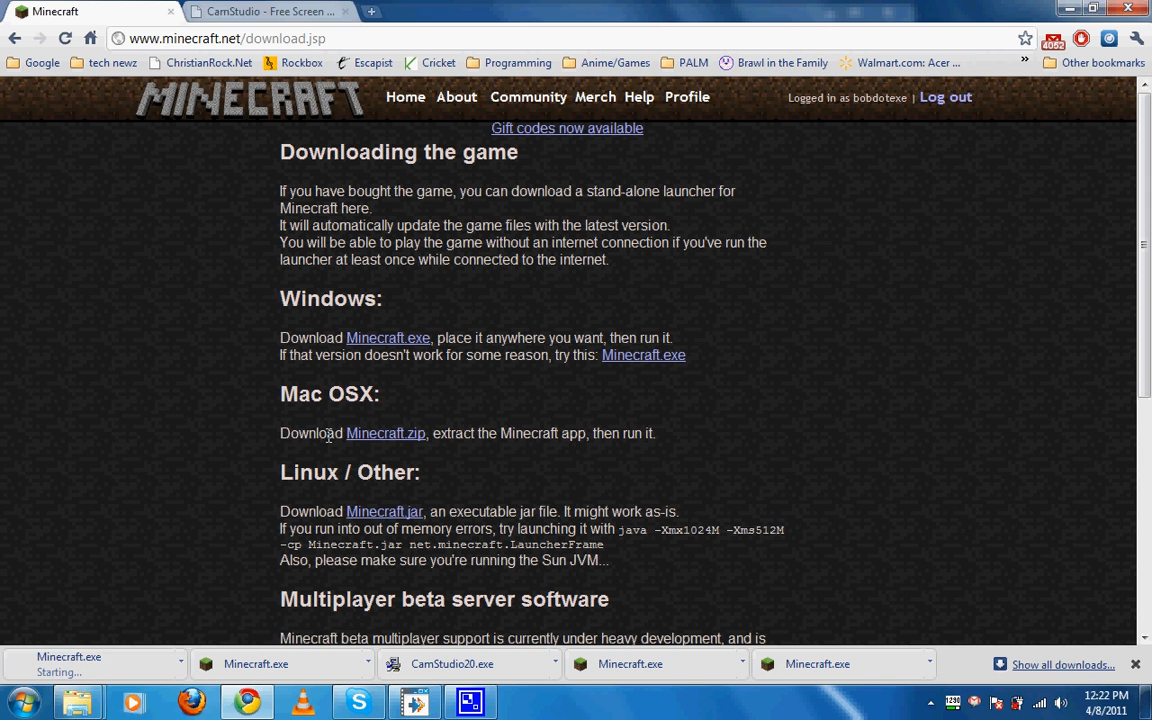 Minecraft
CamStudio - Free Screen ...
www.minecraft.net/download.jsp
4052
Google
tech newz
ChristianRock.Net
Rockbox
Escapist
Cricket
Programming
Anime/Games
PALM
Brawl in the Family
Walmart.com: Acer ...
»
Other bookmarks
MINECRAFT
Home About Community Merch Help Profile
Logged in as bobdotexe | Log out
Gift codes now available
Downloading the game
If you have bought the game, you can download a stand-alone launcher for
Minecraft here.
It will automatically update the game files with the latest version.
You will be able to play the game without an internet connection if you've run the
launcher at least once while connected to the internet.
Windows:
Download Minecraft.exe, place it anywhere you want, then run it.
If that version doesn't work for some reason, try this: Minecraft.exe
Mac OSX:
Download Minecraft.zip, extract the Minecraft app, then run it.
Linux / Other:
Download Minecraft.jar, an executable jar file. It might work as-is.
If you run into out of memory errors, try launching it with java -Xmx1024M -Xms512M
-cp Minecraft.jar net.minecraft.LauncherFrame
Also, please make sure you're running the Sun JVM...
Multiplayer beta server software
Minecraft beta multiplayer support is currently under heavy development, and is
Minecraft.exe
Starting...
Minecraft.exe
CamStudio20.exe
Minecraft.exe
Minecraft.exe
Show all downloads...
12:22 PM
4/8/2011